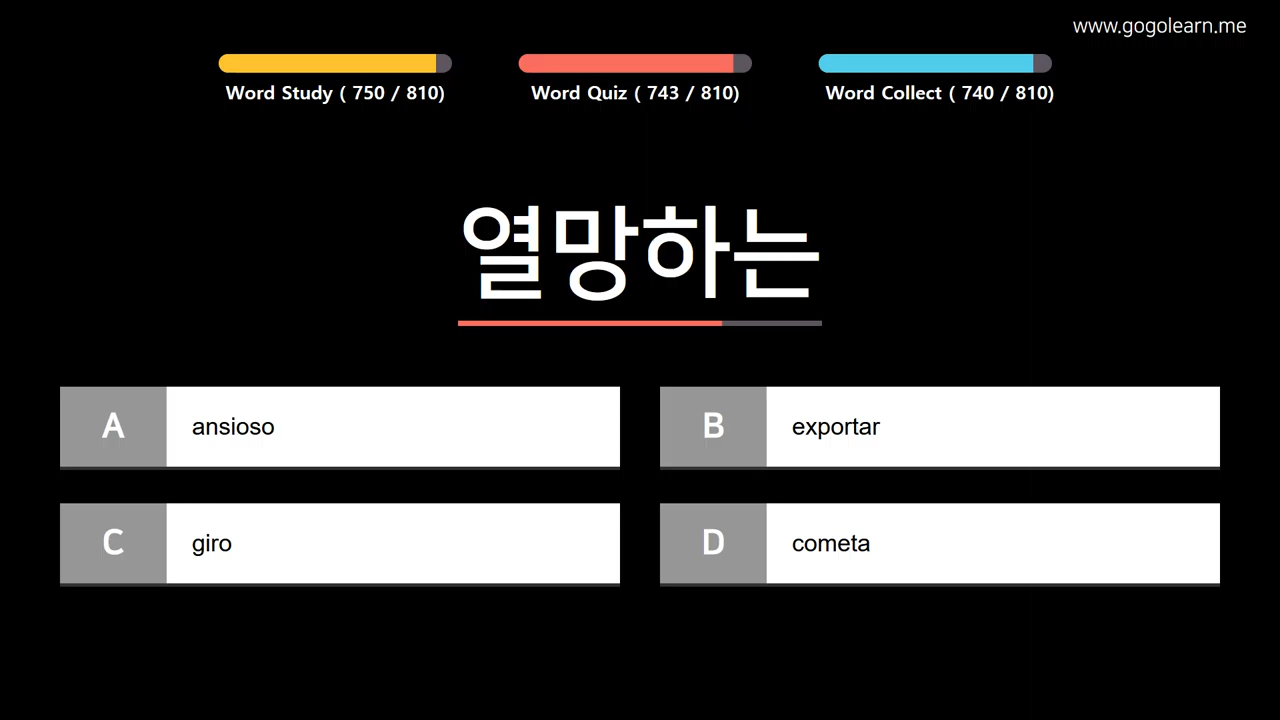 www.gogolearn.me
Word Study ( 750 / 810)
Word Quiz ( 743 / 810)
Word Collect ( 740 / 810)
열망하는
A ansioso
B exportar
C giro
D cometa